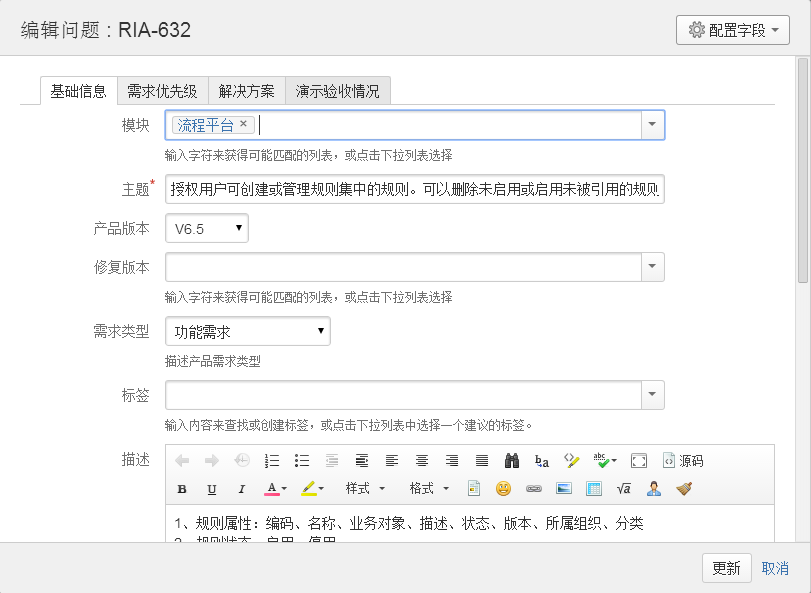 编辑问题 : RIA-632
配置字段
基础信息 需求优先级 解决方案 演示验收情况
模块 流程平台 ×
输入字符来获得可能匹配的列表，或点击下拉列表选择
主题* 授权用户可创建或管理规则集中的规则。可以删除未启用或启用未被引用的规则
产品版本 V6.5
修复版本
输入字符来获得可能匹配的列表，或点击下拉列表选择
需求类型 功能需求
描述产品需求类型
标签
输入内容来查找或创建标签，或点击下拉列表中选择一个建议的标签。
描述
abc 源码
B U I A 样式 格式 √a
1、规则属性：编码、名称、业务对象、描述、状态、版本、所属组织、分类
2、规则状态：启用、停用
更新 取消